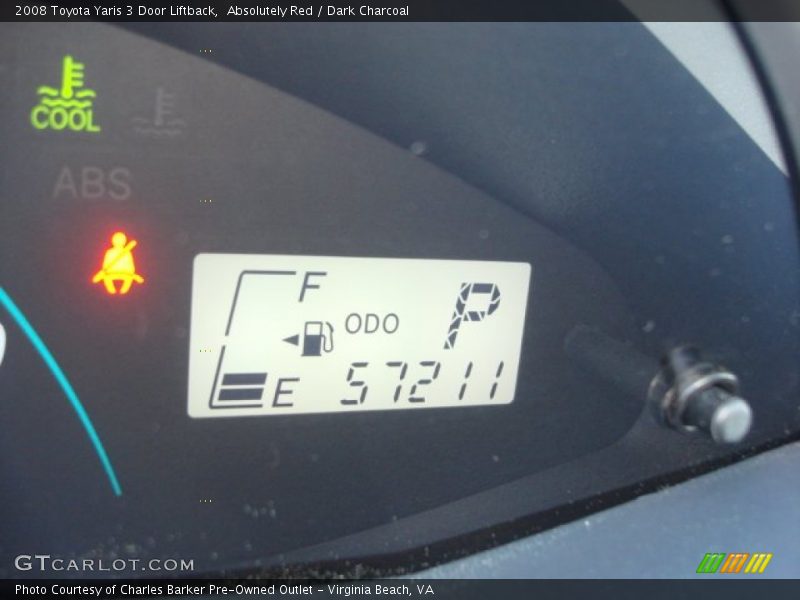 2008 Toyota Yaris 3 Door Liftback,  Absolutely Red / Dark Charcoal
COOL
ABS
F
P
ODO
E
57211
GTCARLOT.COM
Photo Courtesy of Charles Barker Pre-Owned Outlet - Virginia Beach, VA